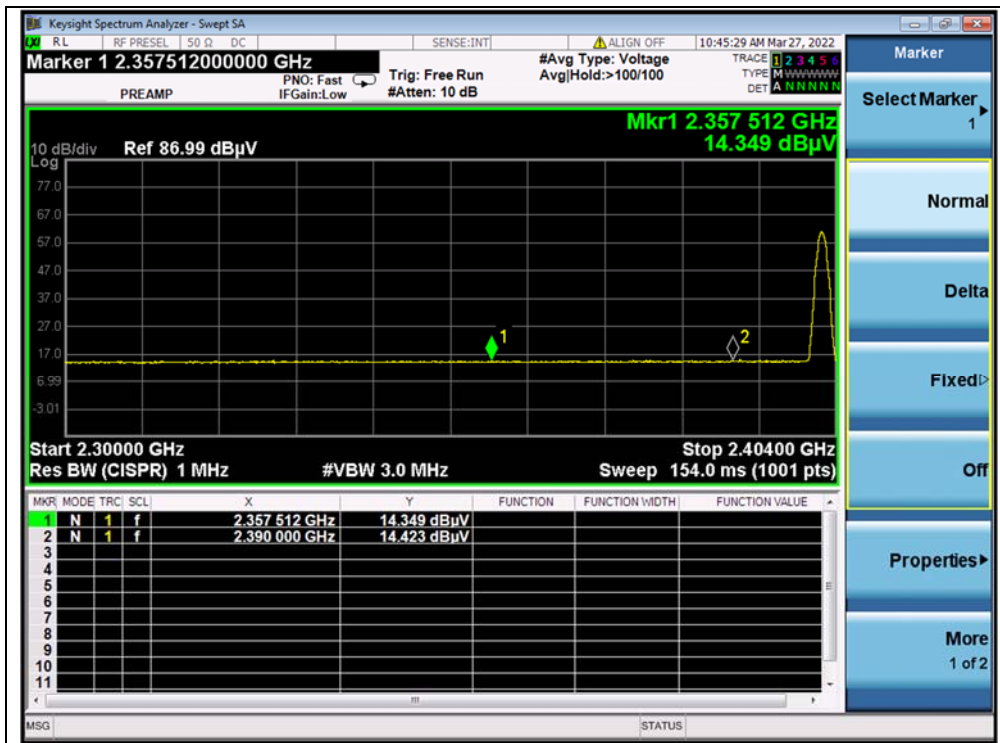 Keysight Spectrum Analyzer - Swept SA
LXI RL RF PRESEL 50 Ω DC SENSE:INT ALIGN OFF 10:45:29 AM Mar 27, 2022
Marker 1 2.357512000000 GHz
PREAMP
PNO: Fast
IFGain:Low
Trig: Free Run
#Atten: 10 dB
#Avg Type: Voltage
Avg|Hold:>100/100
TRACE 1 2 3 4 5 6
TYPE M WWWWW
DET A N N N N N
Mkr1 2.357 512 GHz
14.349 dBµV
10 dB/div Ref 86.99 dBµV
Log
77.0
67.0
57.0
47.0
37.0
27.0
17.0
6.99
-3.01
1
2
Start 2.30000 GHz Stop 2.40400 GHz
Res BW (CISPR) 1 MHz #VBW 3.0 MHz Sweep 154.0 ms (1001 pts)
MKR MODE TRC SCL X Y FUNCTION FUNCTION WIDTH FUNCTION VALUE
1 N 1 f 2.357 512 GHz 14.349 dBµV
2 N 1 f 2.390 000 GHz 14.423 dBµV
3
4
5
6
7
8
9
10
11
MSG STATUS
Marker
Select Marker
1
Normal
Delta
Fixed
Off
Properties
More
1 of 2